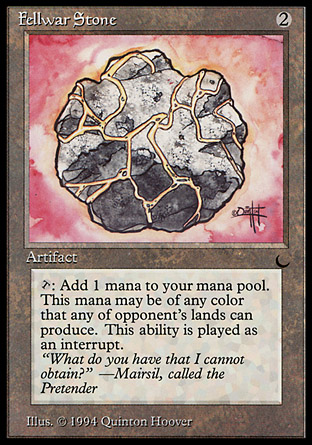 Fellwar Stone 2
©Quinton H
Artifact
: Add 1 mana to your mana pool.
This mana may be of any color
that any of opponent's lands can
produce. This ability is played as
an interrupt.
“What do you have that I cannot
obtain?” —Mairsil, called the
Pretender
Illus. © 1994 Quinton Hoover